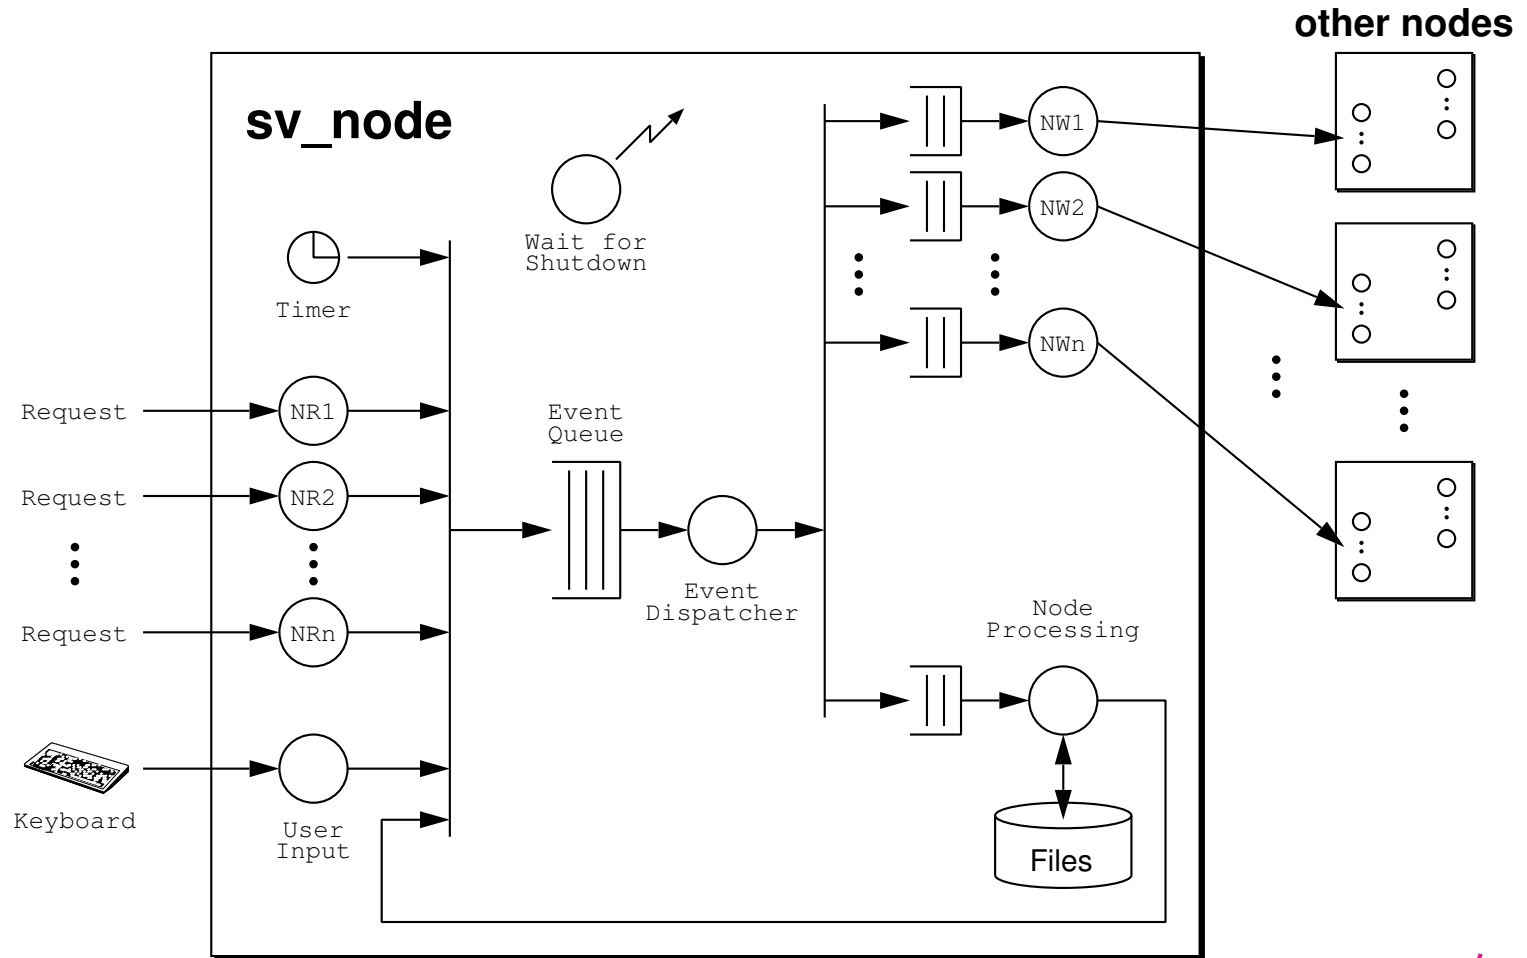 other nodes
sv_node
NW1
NW2
Wait for
Shutdown
Timer
NWn
Request
NR1
Event
Queue
Request
NR2
Event
Dispatcher
Node
Processing
Request
NRn
Keyboard
User
Input
Files